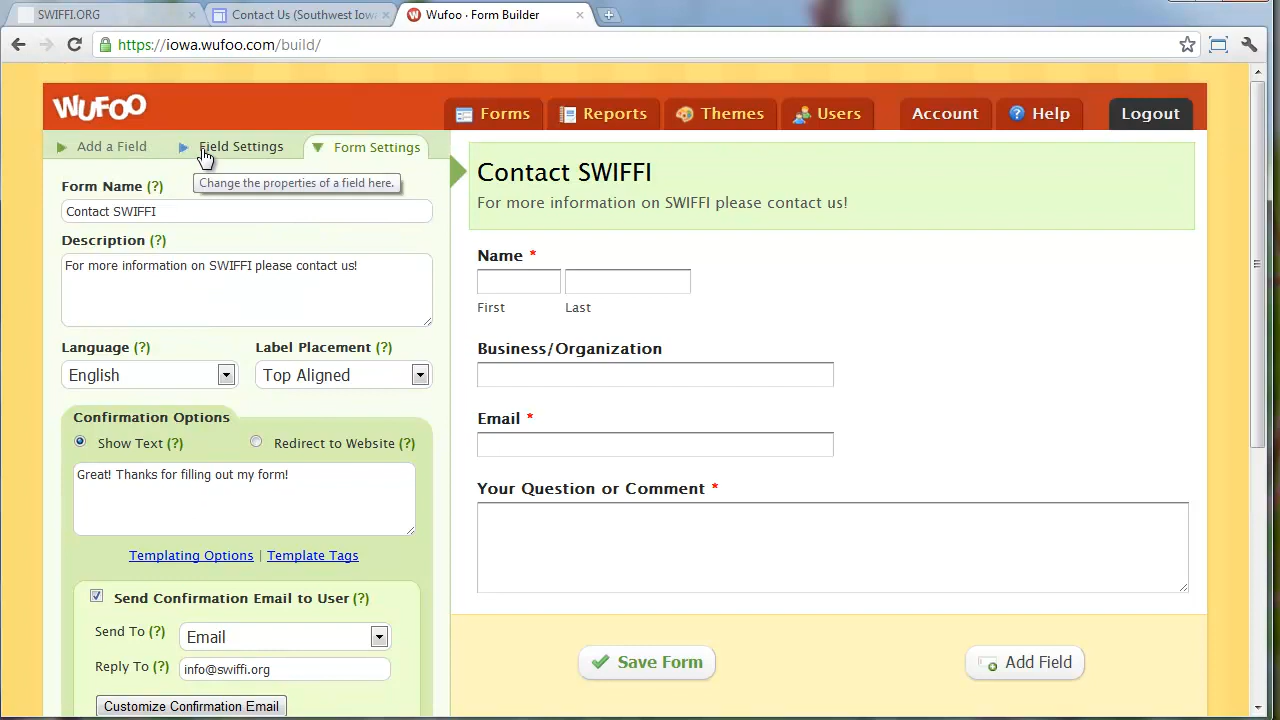 SWIFFI.ORG
Contact Us (Southwest Iow
Wufoo · Form Builder
https://iowa.wufoo.com/build/
WUFOO
Forms
Reports
Themes
Users
Account
Help
Logout
Add a Field
Field Settings
Form Settings
Change the properties of a field here.
Form Name (?)
Contact SWIFFI
Description (?)
For more information on SWIFFI please contact us!
Language (?)
Label Placement (?)
English
Top Aligned
Confirmation Options
Show Text (?)
Redirect to Website (?)
Great! Thanks for filling out my form!
Templating Options | Template Tags
Send Confirmation Email to User (?)
Send To (?)
Email
Reply To (?)
info@swiffi.org
Customize Confirmation Email
Contact SWIFFI
For more information on SWIFFI please contact us!
Name *
First
Last
Business/Organization
Email *
Your Question or Comment *
Save Form
Add Field